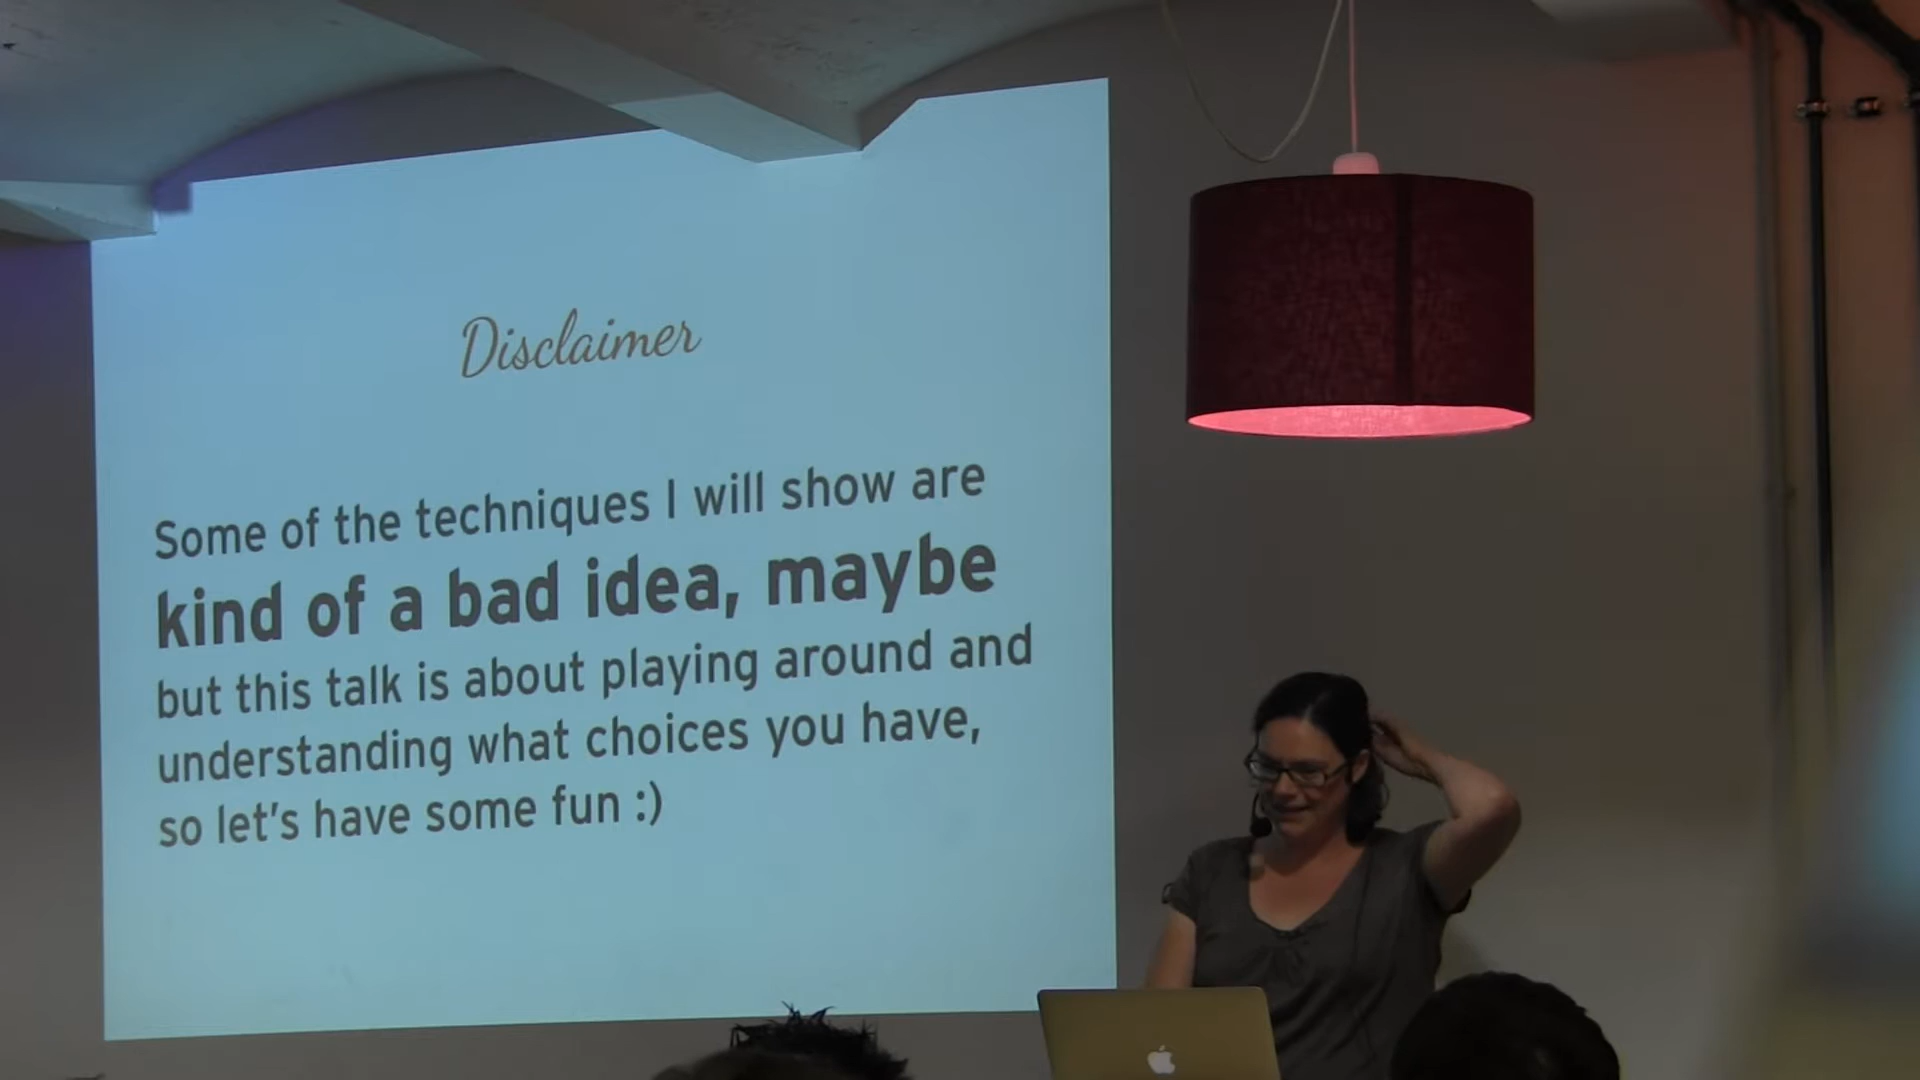 Disclaimer
Some of the techniques I will show are
kind of a bad idea, maybe
but this talk is about playing around and
understanding what choices you have,
so let's have some fun :)